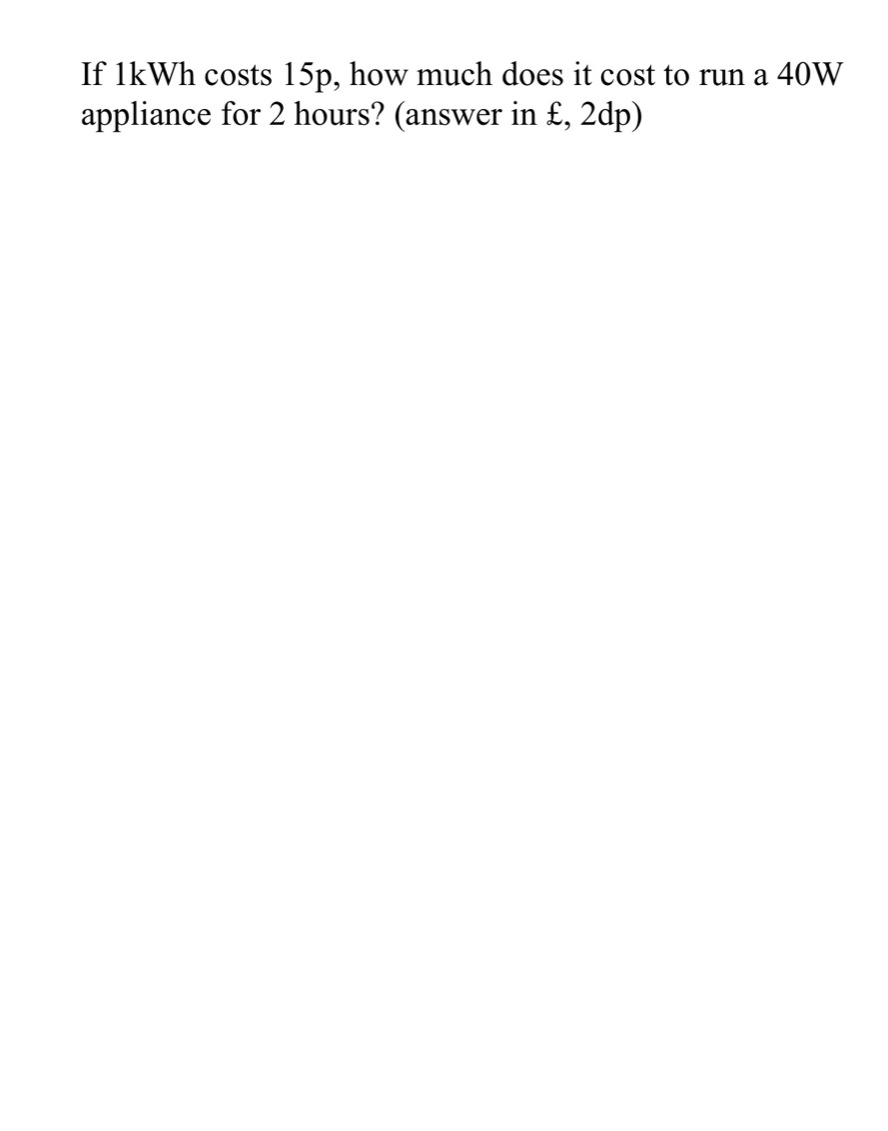 If 1kWh costs 15p, how much does it cost to run a 40W
appliance for 2 hours? (answer in £, 2dp)